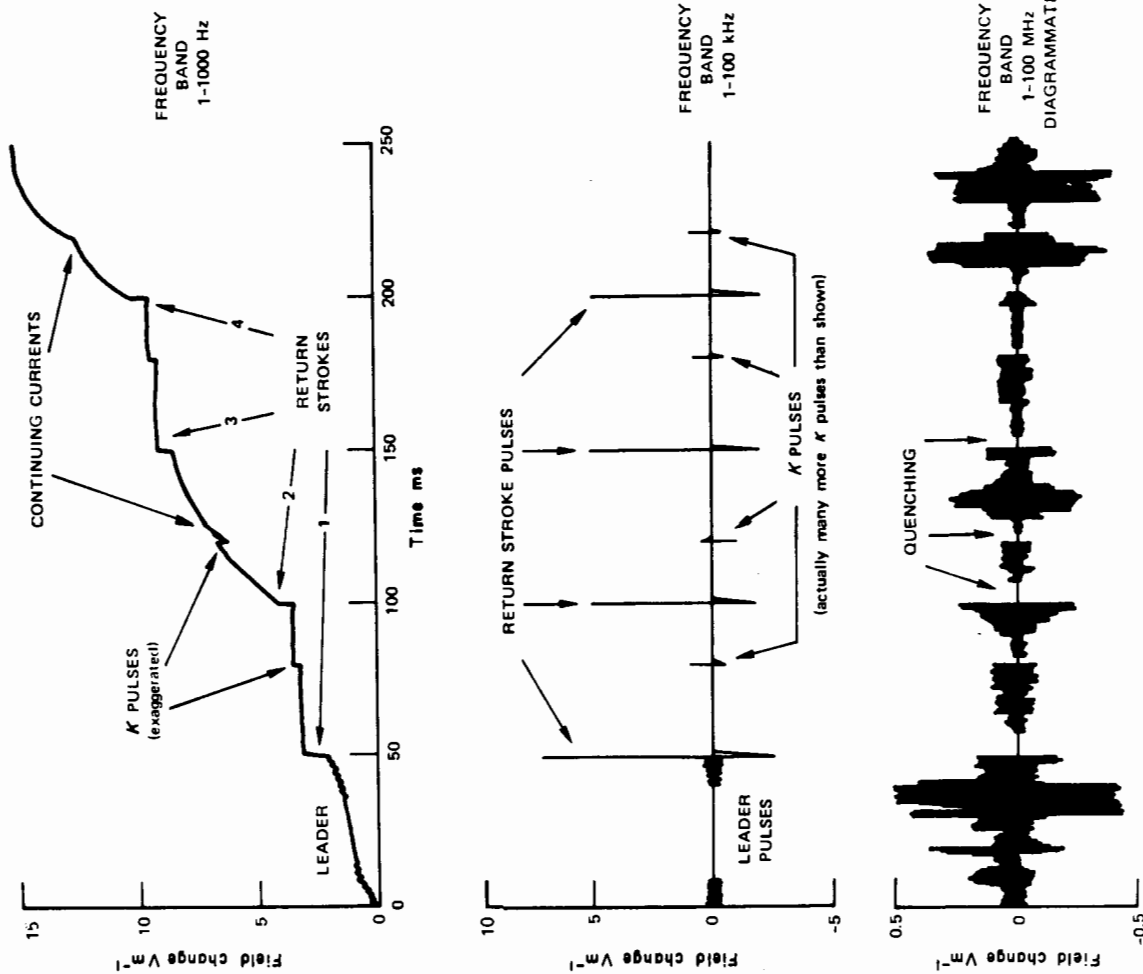 Field change Vm⁻¹
15
10
5
0
LEADER
K PULSES
(exaggerated)
CONTINUING CURRENTS
1
2
3
4
RETURN
STROKES
0
50
100
150
200
250
Time ms
FREQUENCY
BAND
1-1000 Hz
Field change Vm⁻¹
10
5
0
-5
LEADER
PULSES
RETURN STROKE PULSES
K PULSES
(actually many more K pulses than shown)
FREQUENCY
BAND
1-100 kHz
Field change Vm⁻¹
0.5
0
-0.5
QUENCHING
FREQUENCY
BAND
1-100 MHz